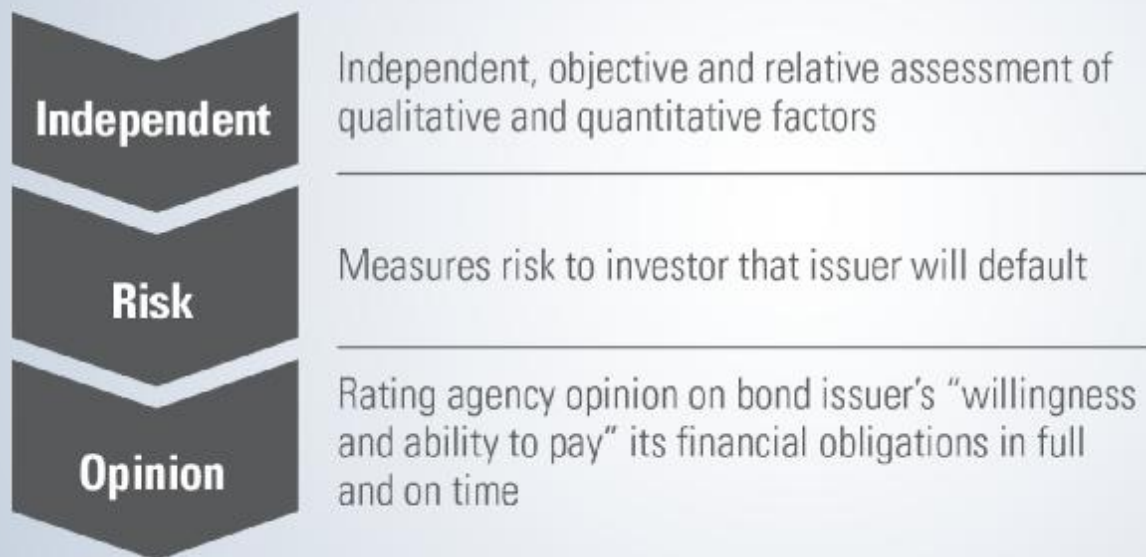 Independent
Independent, objective and relative assessment of
qualitative and quantitative factors
Risk
Measures risk to investor that issuer will default
Opinion
Rating agency opinion on bond issuer's “willingness
and ability to pay” its financial obligations in full
and on time